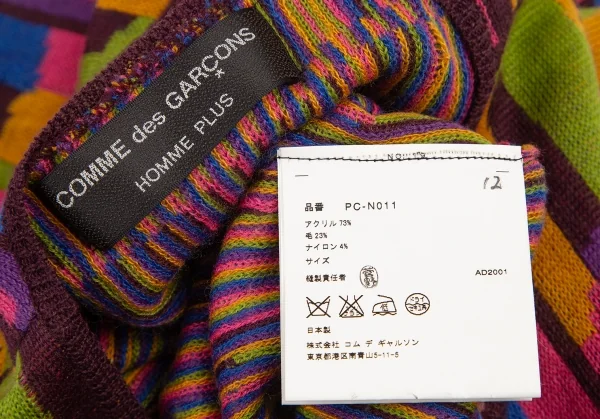 COMME des GARÇONS
HOMME PLUS
12
品番 PC-N011
アクリル 73%
毛 23%
ナイロン 4%
サイズ
縫製責任者
AD2001
ドライ
日本製
株式会社 コム デ ギャルソン
東京都港区南青山5-11-5